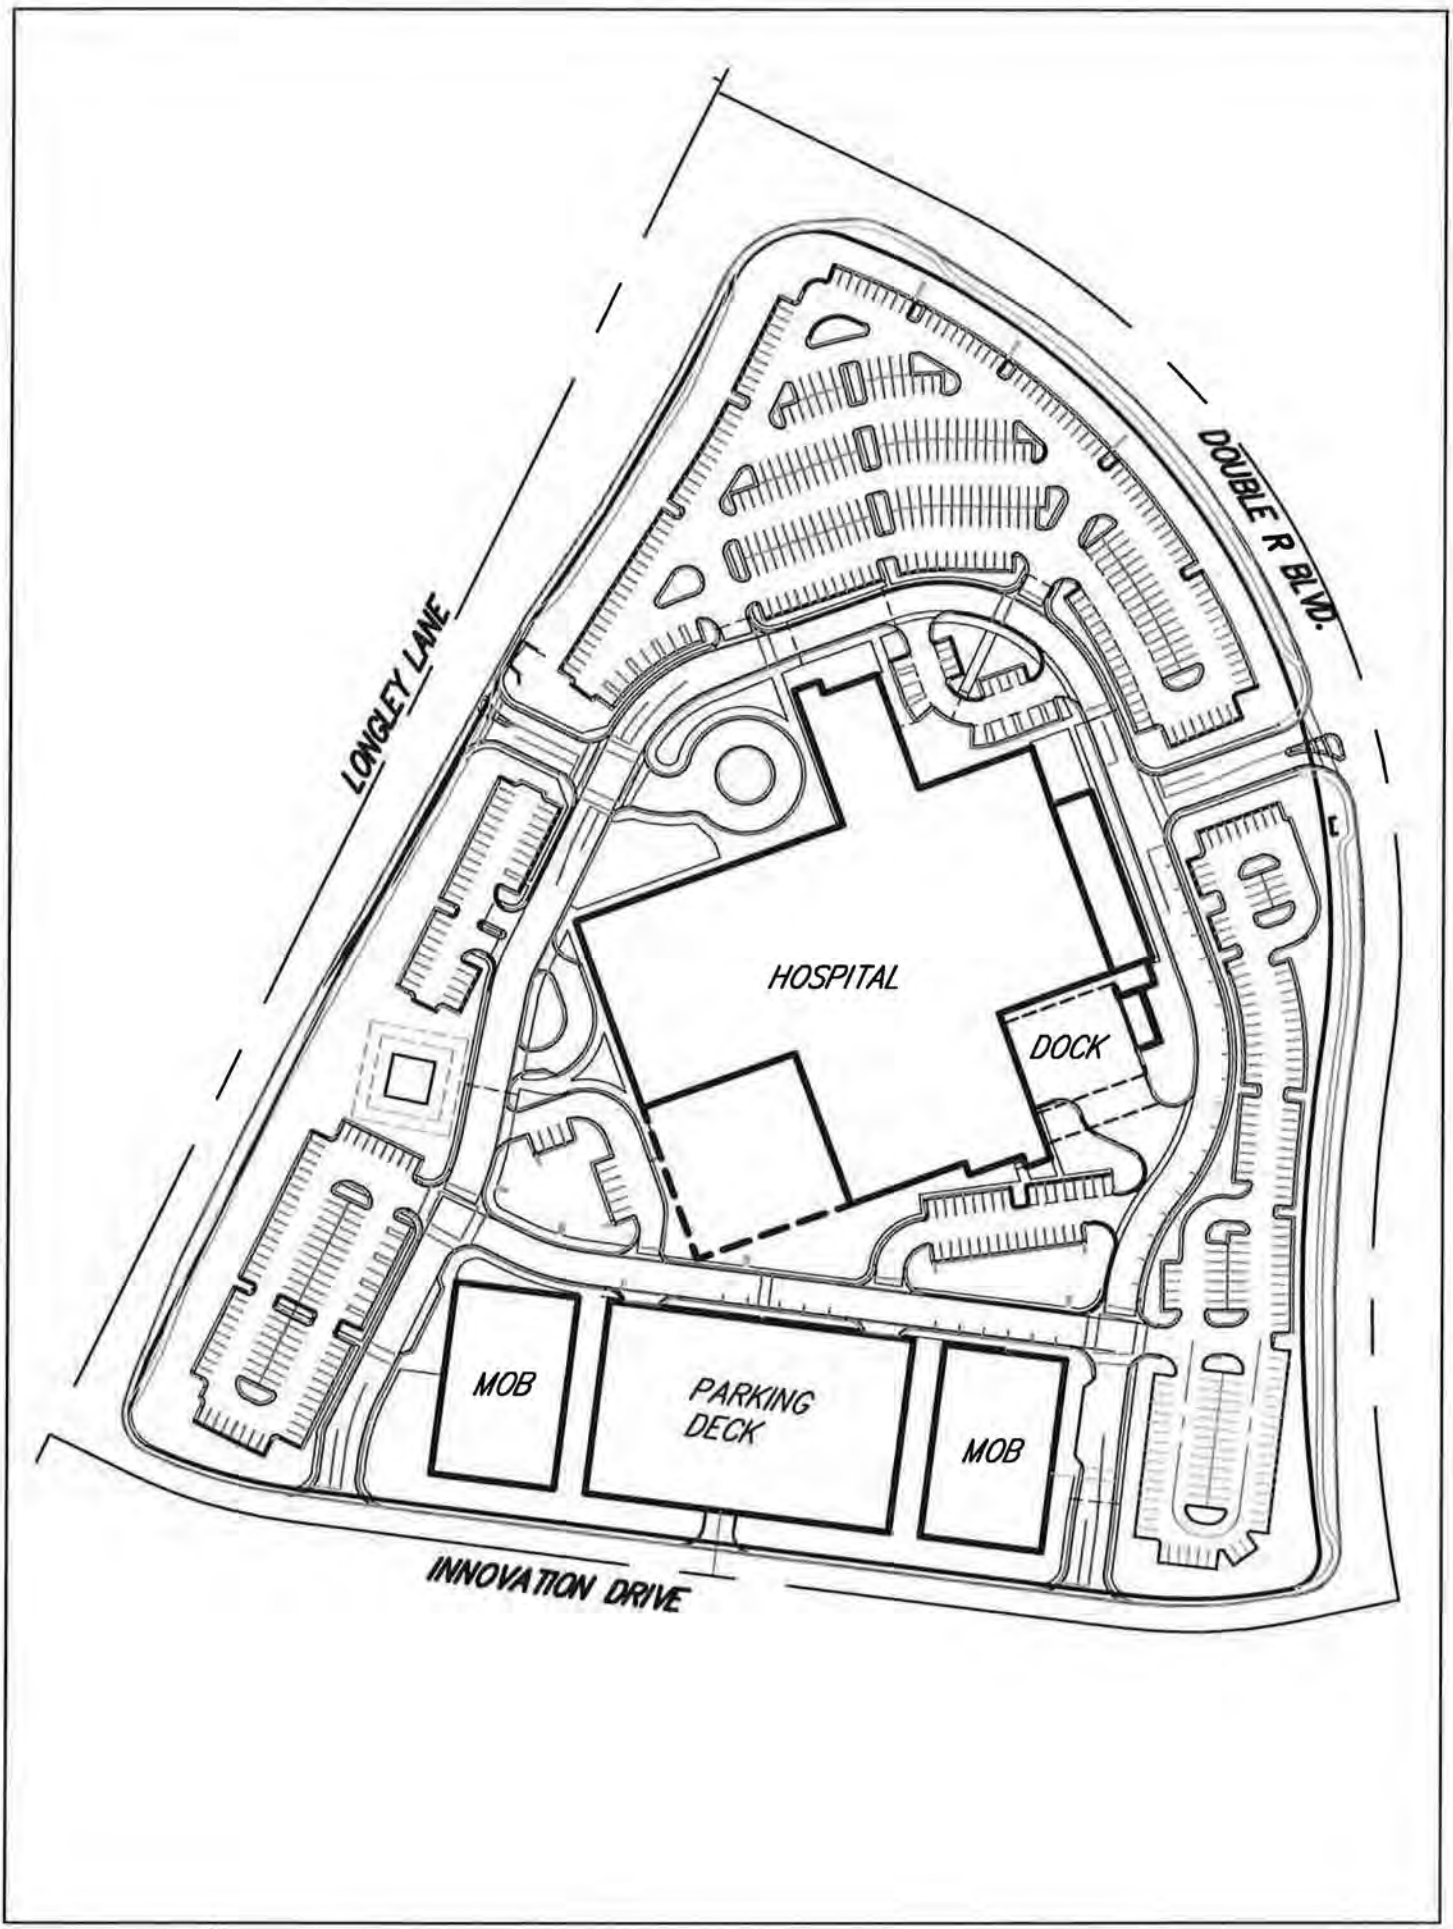 DOUBLE R BLVD.
LONGLEY LANE
HOSPITAL
DOCK
MOB
PARKING
DECK
MOB
INNOVATION DRIVE